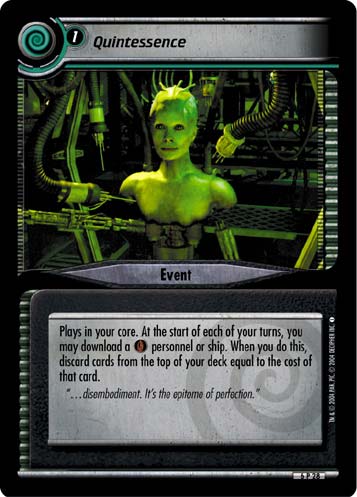 1
Quintessence
Event
Plays in your core. At the start of each of your turns, you
may download a personnel or ship. When you do this,
discard cards from the top of your deck equal to the cost
of that card.
"...disembodiment. It's the epitome of perfection."
TM & © 2004 PAR. PIC. © 2004 DECIPHER INC.
6 P 28